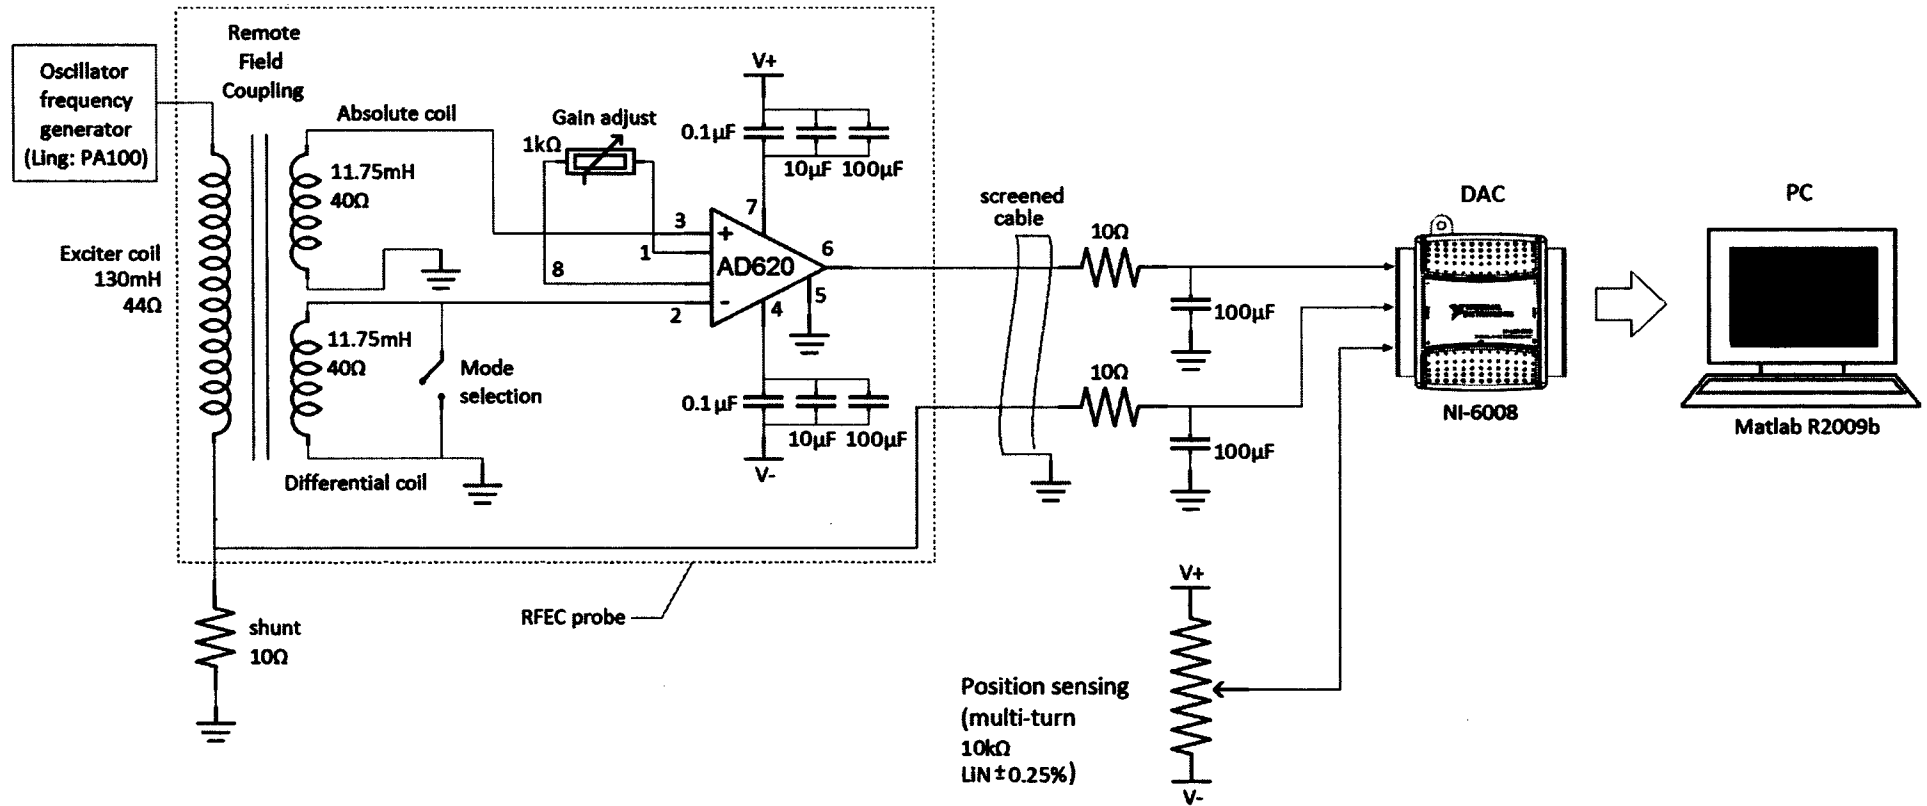 Oscillator
frequency
generator
(Ling: PA100)
Remote
Field
Coupling
Absolute coil
11.75mH
40Ω
Exciter coil
130mH
44Ω
11.75mH
40Ω
Differential coil
Mode
selection
Gain adjust
1kΩ
V+
0.1µF
10µF 100µF
3
+
7
1
AD620
6
8
5
2
-
4
0.1µF
10µF 100µF
V-
shunt
10Ω
RFEC probe
screened
cable
10Ω
100µF
10Ω
100µF
V+
Position sensing
(multi-turn
10kΩ
LiN±0.25%)
V-
DAC
NI-6008
PC
Matlab R2009b